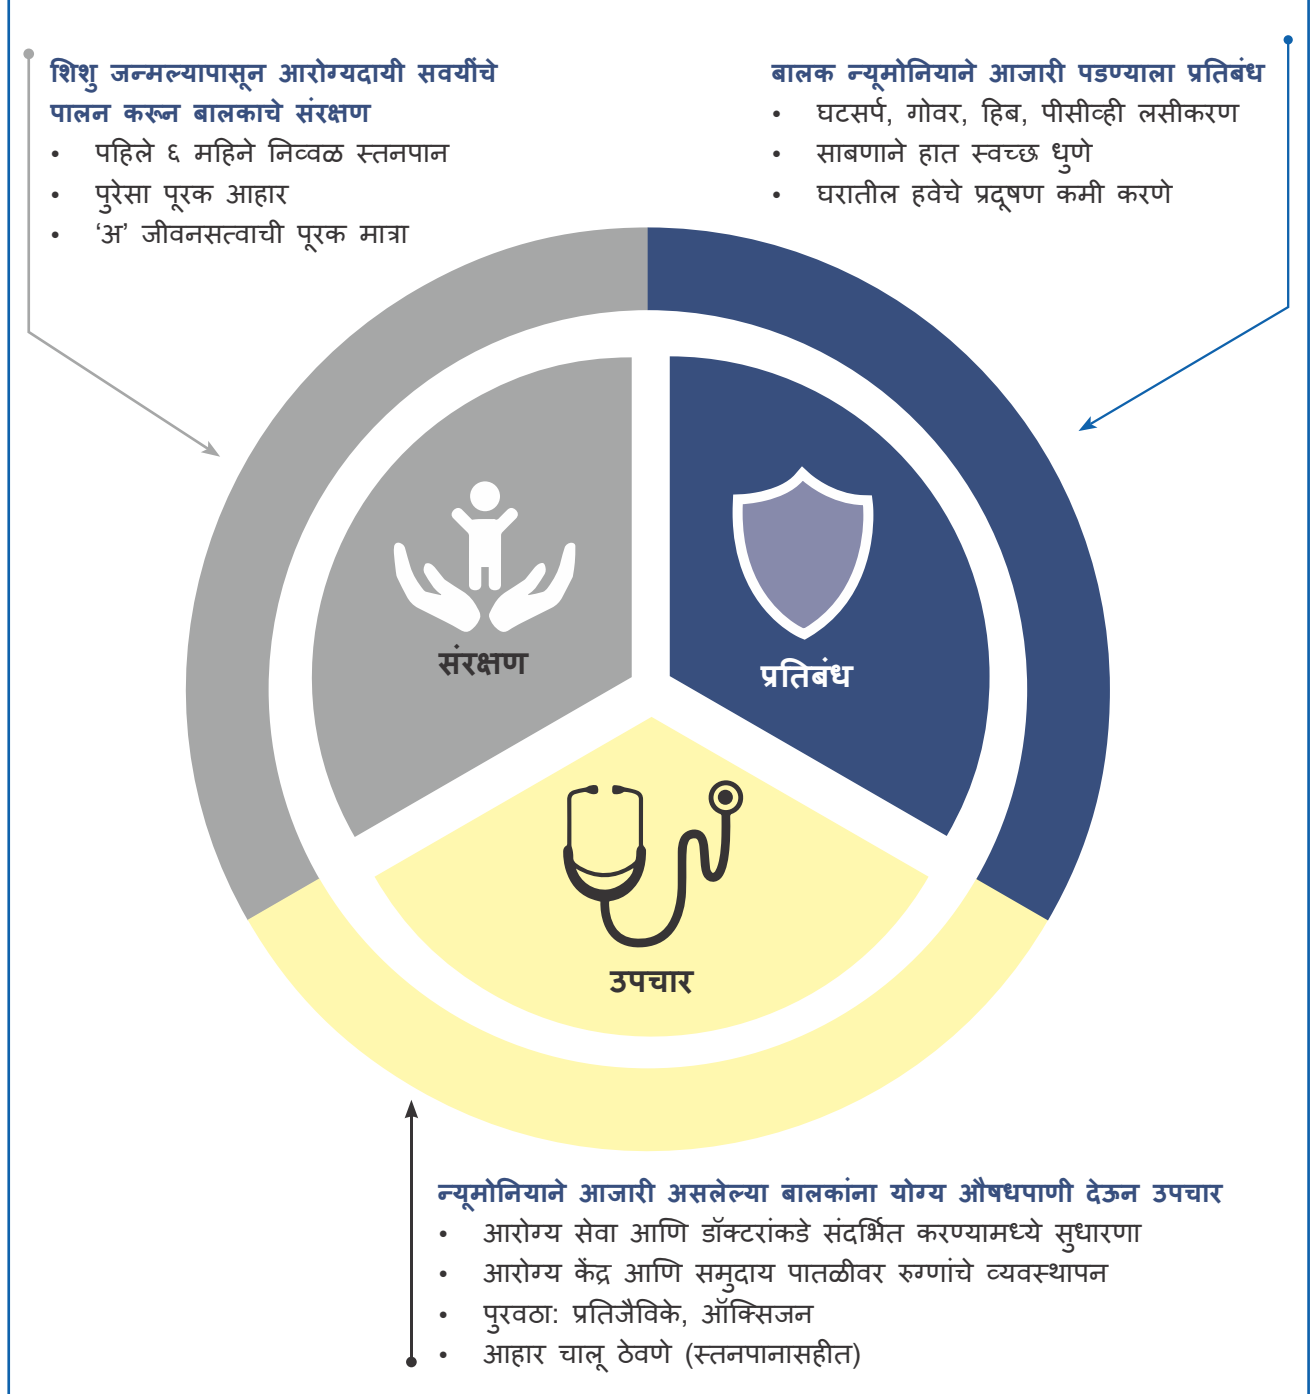 शिशु जन्मल्यापासून आरोग्यदायी सवयींचे
पालन करून बालकाचे संरक्षण
• पहिले ६ महिने निव्वळ स्तनपान
• पुरेसा पूरक आहार
• ‘अ’ जीवनसत्वाची पूरक मात्रा
बालक न्यूमोनियाने आजारी पडण्याला प्रतिबंध
• घटसर्प, गोवर, हिब, पीसीव्ही लसीकरण
• साबणाने हात स्वच्छ धुणे
• घरातील हवेचे प्रदूषण कमी करणे
संरक्षण
प्रतिबंध
उपचार
न्यूमोनियाने आजारी असलेल्या बालकांना योग्य औषधपाणी देऊन उपचार
• आरोग्य सेवा आणि डॉक्टरांकडे संदर्भित करण्यामध्ये सुधारणा
• आरोग्य केंद्र आणि समुदाय पातळीवर रुग्णांचे व्यवस्थापन
• पुरवठा: प्रतिजैविके, ऑक्सिजन
• आहार चालू ठेवणे (स्तनपानासहीत)